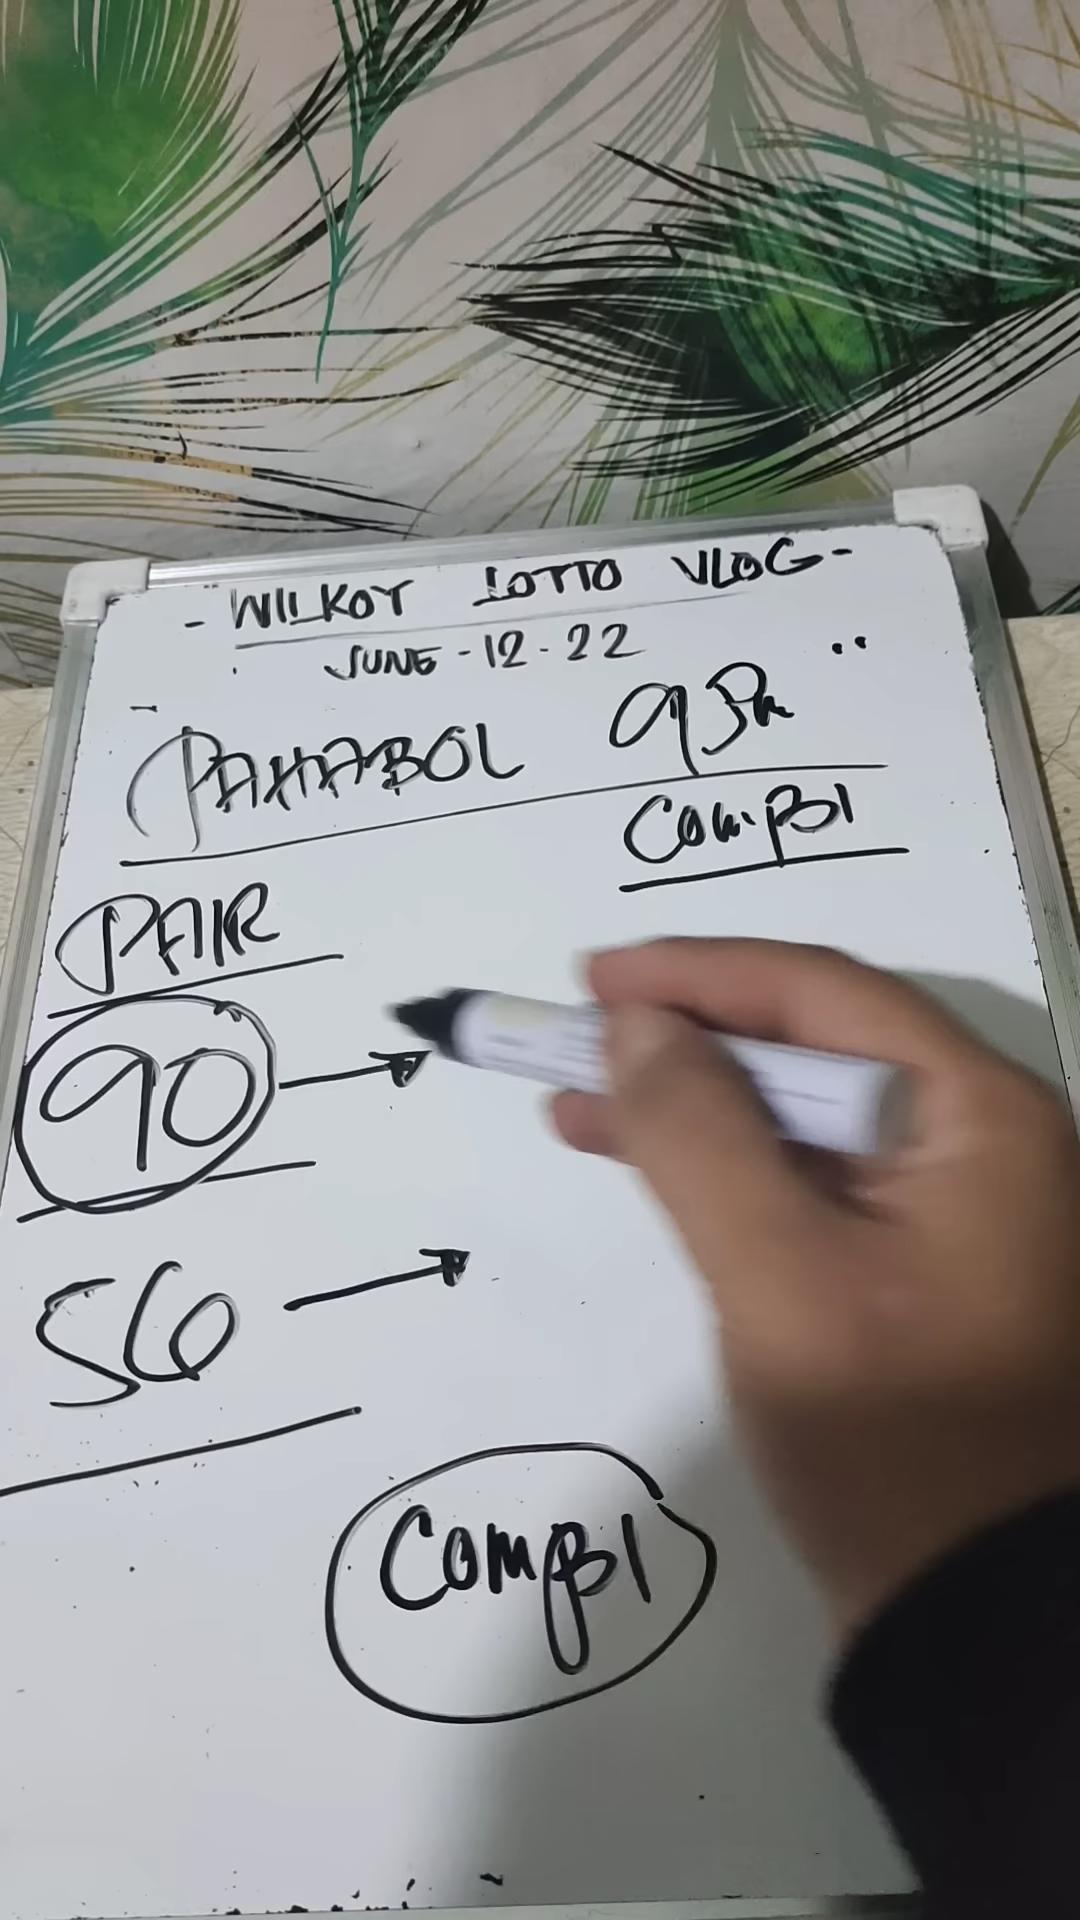 - WILKOY LOTTO VLOG -
JUNE - 12 - 22
PAHABOL 9PM
COMBI
PAIR
90
56
COMBI